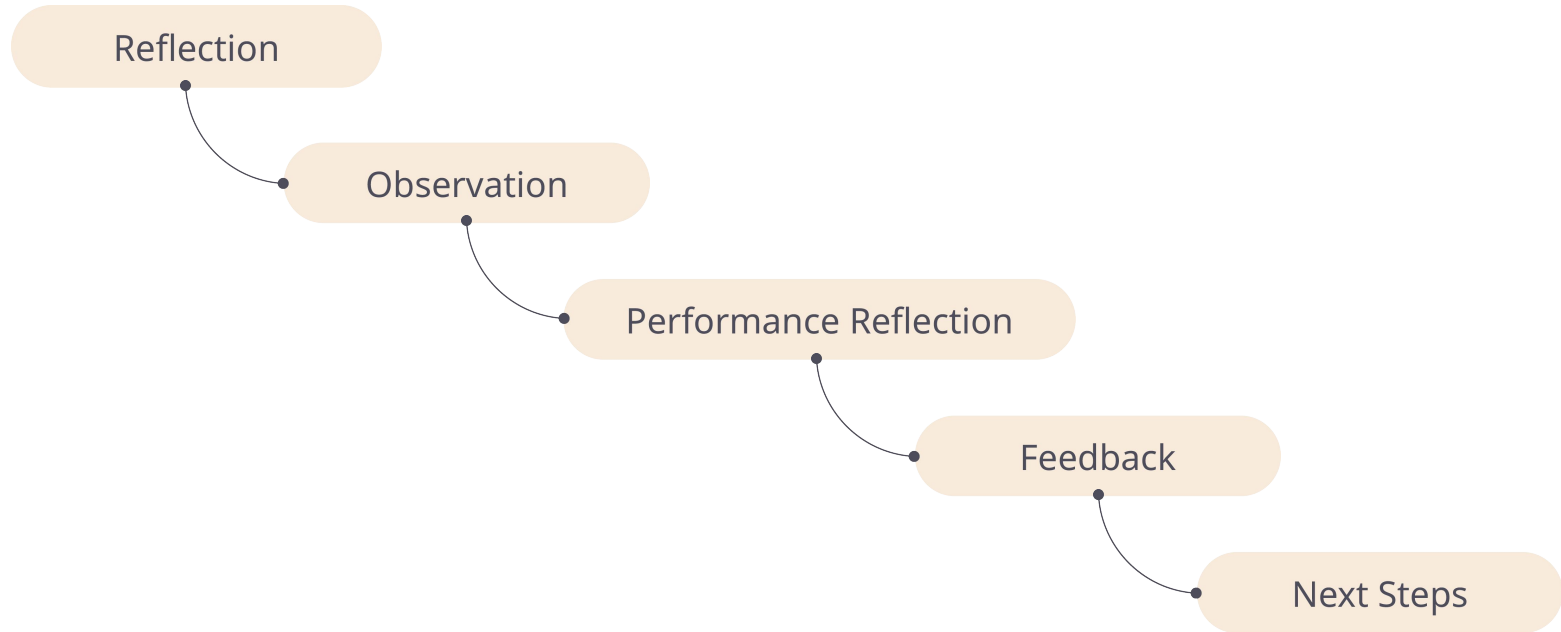 Reflection
Observation
Performance Reflection
Feedback
Next Steps